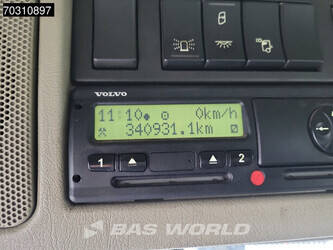 70310897
VOLVO
11:10 0km/h
340931.1km
1 2
BAS WORLD